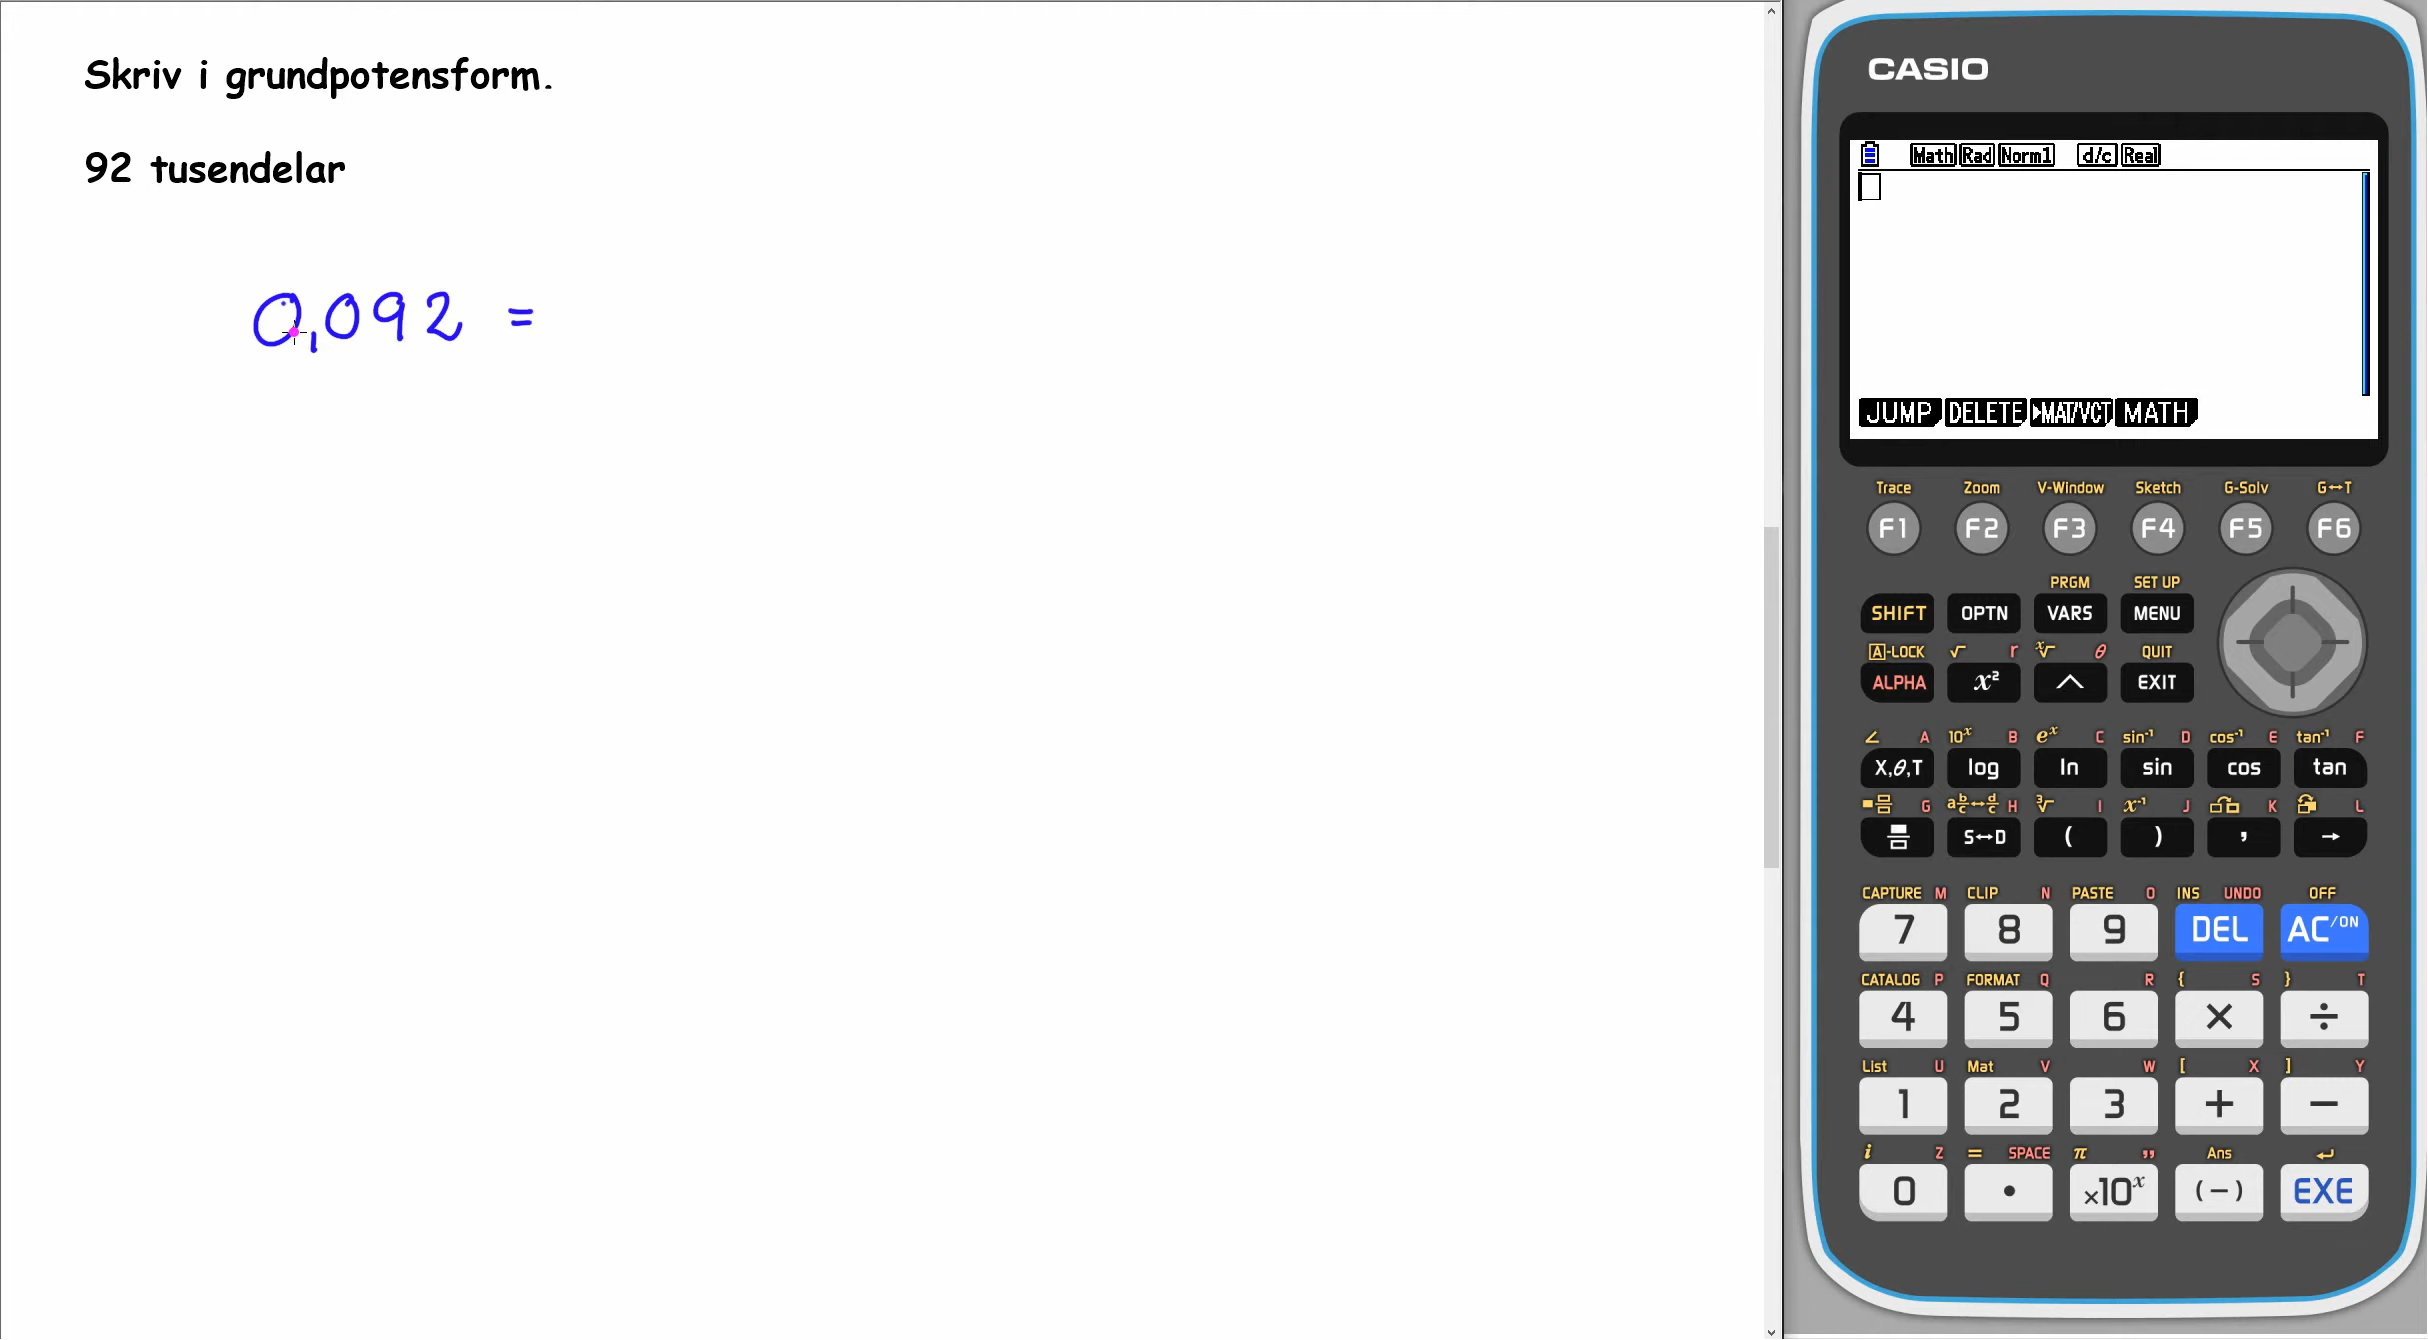 Skriv i grundpotensform.
92 tusendelar
0,092 =
CASIO
Math Rad Norm1 d/c Real
JUMP DELETE ▶MAT/VCT MATH
Trace Zoom V-Window Sketch G-Solv G↔T
F1 F2 F3 F4 F5 F6
PRGM SET UP
SHIFT OPTN VARS MENU
A-LOCK √ r ˣ√ θ QUIT
ALPHA x² ^ EXIT
∠ A 10ˣ B eˣ C sin⁻¹ D cos⁻¹ E tan⁻¹ F
X,θ,T log ln sin cos tan
G a b/c↔d/c H ³√ I x⁻¹ J K L
S↔D ( ) , →
CAPTURE M CLIP N PASTE O INS UNDO OFF
7 8 9 DEL AC/ON
CATALOG P FORMAT Q R { S } T
4 5 6 × ÷
List U Mat V W [ X ] Y
1 2 3 + −
i Z = SPACE π " Ans ↵
0 • ×10ˣ (−) EXE